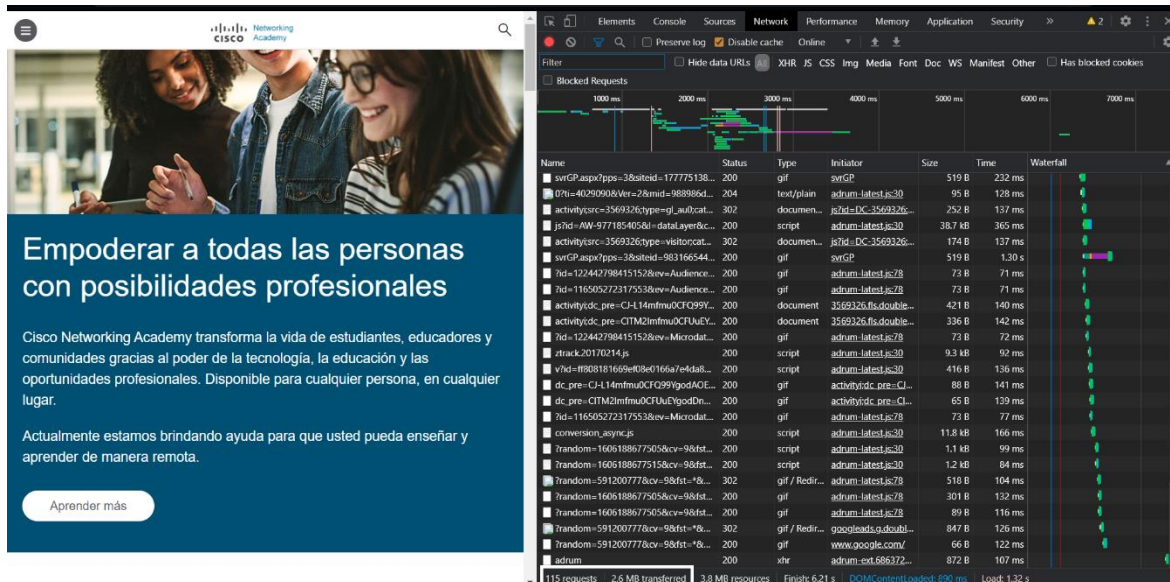 CISCO Networking Academy
Empoderar a todas las personas
con posibilidades profesionales
Cisco Networking Academy transforma la vida de estudiantes, educadores y
comunidades gracias al poder de la tecnología, la educación y las
oportunidades profesionales. Disponible para cualquier persona, en cualquier
lugar.
Actualmente estamos brindando ayuda para que usted pueda enseñar y
aprender de manera remota.
Aprender más
Elements Console Sources Network Performance Memory Application Security » 2
Preserve log Disable cache Online
Filter Hide data URLs All XHR JS CSS Img Media Font Doc WS Manifest Other Has blocked cookies
Blocked Requests
1000 ms 2000 ms 3000 ms 4000 ms 5000 ms 6000 ms 7000 ms
Name Status Type Initiator Size Time Waterfall
svrGP.aspx?pps=3&siteid=177775138... 200 gif svrGP 519 B 232 ms
0?ti=4029090&Ver=2&mid=988986d... 204 text/plain adrum-latest.js:30 95 B 128 ms
activityi;src=3569326;type=gl_au0;cat... 302 documen... js?id=DC-3569326;... 252 B 137 ms
js?id=AW-977185405&l=dataLayer&c... 200 script adrum-latest.js:30 38.7 kB 365 ms
activityi;src=3569326;type=visitor;cat... 302 documen... js?id=DC-3569326;... 174 B 137 ms
svrGP.aspx?pps=3&siteid=983166544... 200 gif svrGP 519 B 1.30 s
?id=122442798415152&ev=Audience... 200 gif adrum-latest.js:78 73 B 71 ms
?id=116505272317553&ev=Audience... 200 gif adrum-latest.js:78 73 B 71 ms
activityi;dc_pre=CJ-L14mfmu0CFQ99Y... 200 document 3569326.fls.double... 421 B 140 ms
activityi;dc_pre=CITM2Imfmu0CFUuEY... 200 document 3569326.fls.double... 336 B 142 ms
?id=122442798415152&ev=Microdat... 200 gif adrum-latest.js:78 73 B 72 ms
ztrack.20170214.js 200 script adrum-latest.js:30 9.3 kB 92 ms
v?id=ff808181669ef08e0166a7e4da8... 200 script adrum-latest.js:30 416 B 136 ms
dc_pre=CJ-L14mfmu0CFQ99YgodAOE... 200 gif activityi;dc_pre=CJ... 88 B 141 ms
dc_pre=CITM2Imfmu0CFUuEYgodDn... 200 gif activityi;dc_pre=CI... 65 B 139 ms
?id=116505272317553&ev=Microdat... 200 gif adrum-latest.js:78 73 B 77 ms
conversion_async.js 200 script adrum-latest.js:30 11.8 kB 166 ms
?random=1606188677505&cv=9&fst... 200 script adrum-latest.js:30 1.1 kB 99 ms
?random=1606188677515&cv=9&fst... 200 script adrum-latest.js:30 1.2 kB 84 ms
?random=591200777&cv=9&fst=*&... 302 gif / Redir... adrum-latest.js:78 518 B 104 ms
?random=1606188677505&cv=9&fst... 200 gif adrum-latest.js:78 301 B 132 ms
?random=1606188677505&cv=9&fst... 200 gif adrum-latest.js:78 89 B 116 ms
?random=591200777&cv=9&fst=*&... 302 gif / Redir... googleads.g.doubl... 847 B 126 ms
?random=591200777&cv=9&fst=*&... 200 gif www.google.com/ 66 B 122 ms
adrum 200 xhr adrum-ext.686372... 872 B 107 ms
115 requests 2.6 MB transferred 3.8 MB resources Finish: 6.21 s DOMContentLoaded: 890 ms Load: 1.32 s